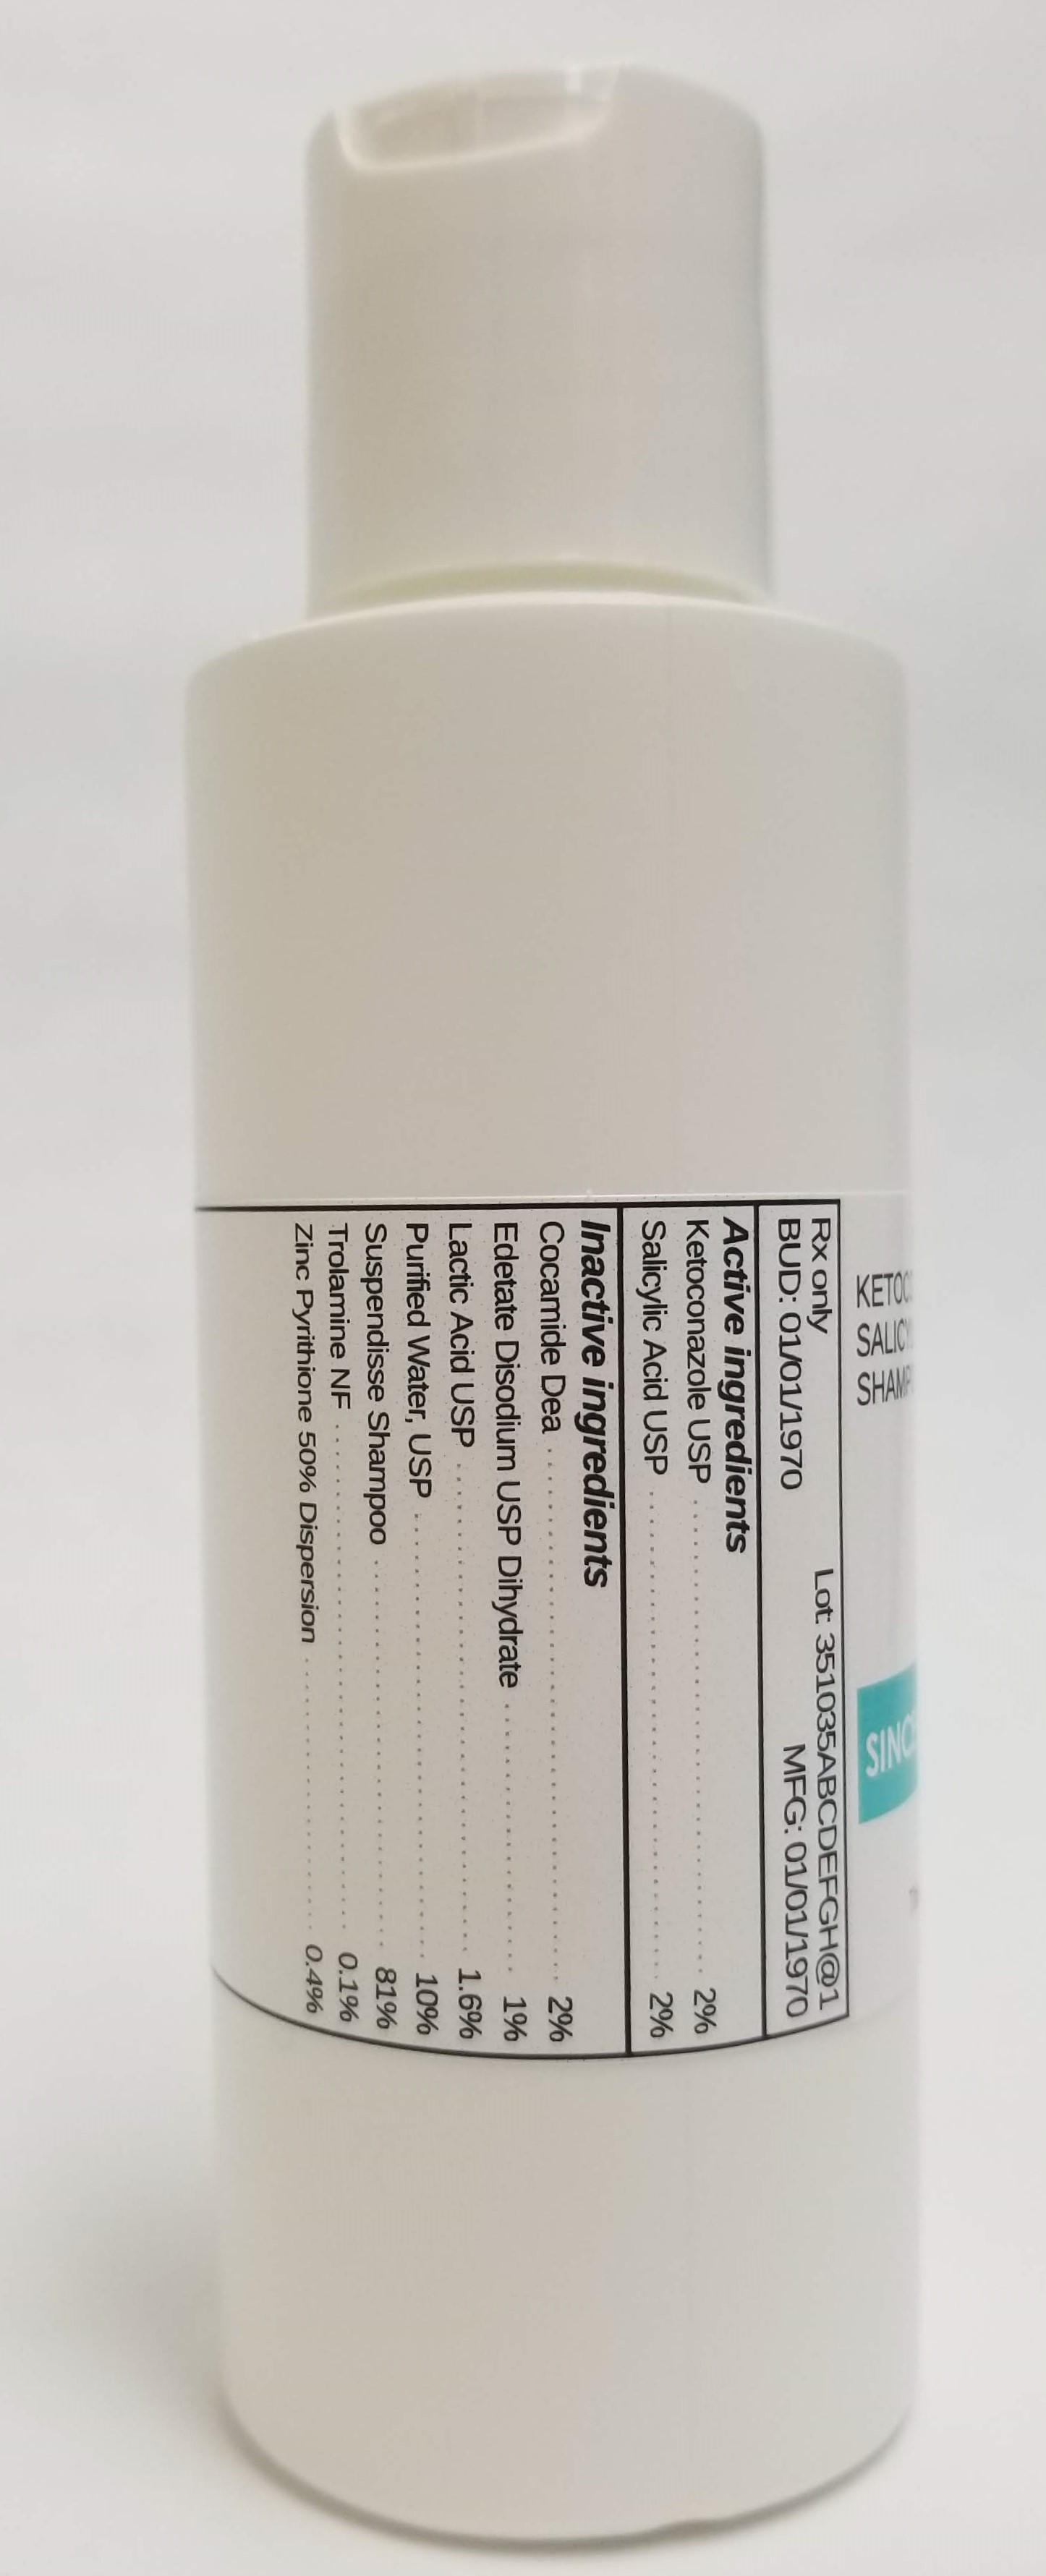 KETOC
SALICY
SHAMP
SINC
Rx only Lot: 351035ABCDEFGH@1
BUD: 01/01/1970 MFG: 01/01/1970
Active ingredients
Ketoconazole USP 2%
Salicylic Acid USP 2%
Inactive ingredients
Cocamide Dea 2%
Edetate Disodium USP Dihydrate 1%
Lactic Acid USP 1.6%
Purified Water, USP 10%
Suspendisse Shampoo 81%
Trolamine NF 0.1%
Zinc Pyrithione 50% Dispersion 0.4%